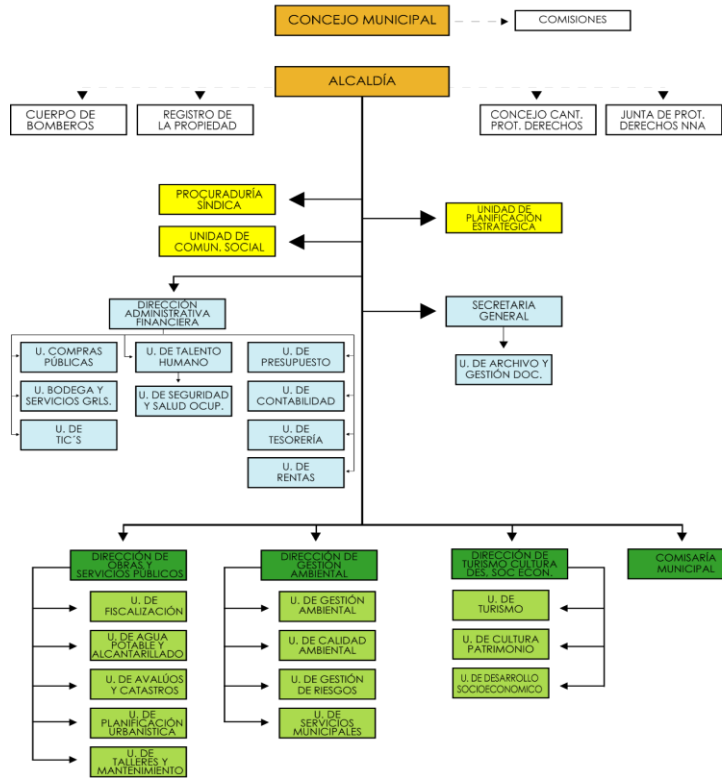 CONCEJO MUNICIPAL
COMISIONES
ALCALDÍA
CUERPO DE
BOMBEROS
REGISTRO DE
LA PROPIEDAD
CONCEJO CANT.
PROT. DERECHOS
JUNTA DE PROT.
DERECHOS NNA
PROCURADURÍA
SÍNDICA
UNIDAD DE
PLANIFICACIÓN
ESTRATEGICA
UNIDAD DE
COMUN. SOCIAL
DIRECCIÓN
ADMINISTRATIVA
FINANCIERA
SECRETARIA
GENERAL
U. COMPRAS
PÚBLICAS
U. DE TALENTO
HUMANO
U. DE
PRESUPUESTO
U. DE ARCHIVO Y
GESTIÓN DOC.
U. BODEGA Y
SERVICIOS GRLS.
U. DE SEGURIDAD
Y SALUD OCUP.
U. DE
CONTABILIDAD
U. DE
TIC´S
U. DE
TESORERÍA
U. DE
RENTAS
DIRECCIÓN DE
OBRAS Y
SERVICIOS PÚBLICOS
DIRECCIÓN DE
GESTIÓN
AMBIENTAL
DIRECCIÓN DE
TURISMO CULTURA
DES. SOC ECON.
COMISARÍA
MUNICIPAL
U. DE
FISCALIZACIÓN
U. DE GESTIÓN
AMBIENTAL
U. DE
TURISMO
U. DE AGUA
POTABLE Y
ALCANTARILLADO
U. DE CALIDAD
AMBIENTAL
U. DE CULTURA
PATRIMONIO
U. DE AVALÚOS
Y CATASTROS
U. DE GESTIÓN
DE RIESGOS
U. DE DESARROLLO
SOCIOECONOMICO
U. DE
PLANIFICACIÓN
URBANÍSTICA
U. DE
SERVICIOS
MUNICIPALES
U. DE
TALLERES Y
MANTENIMIENTO